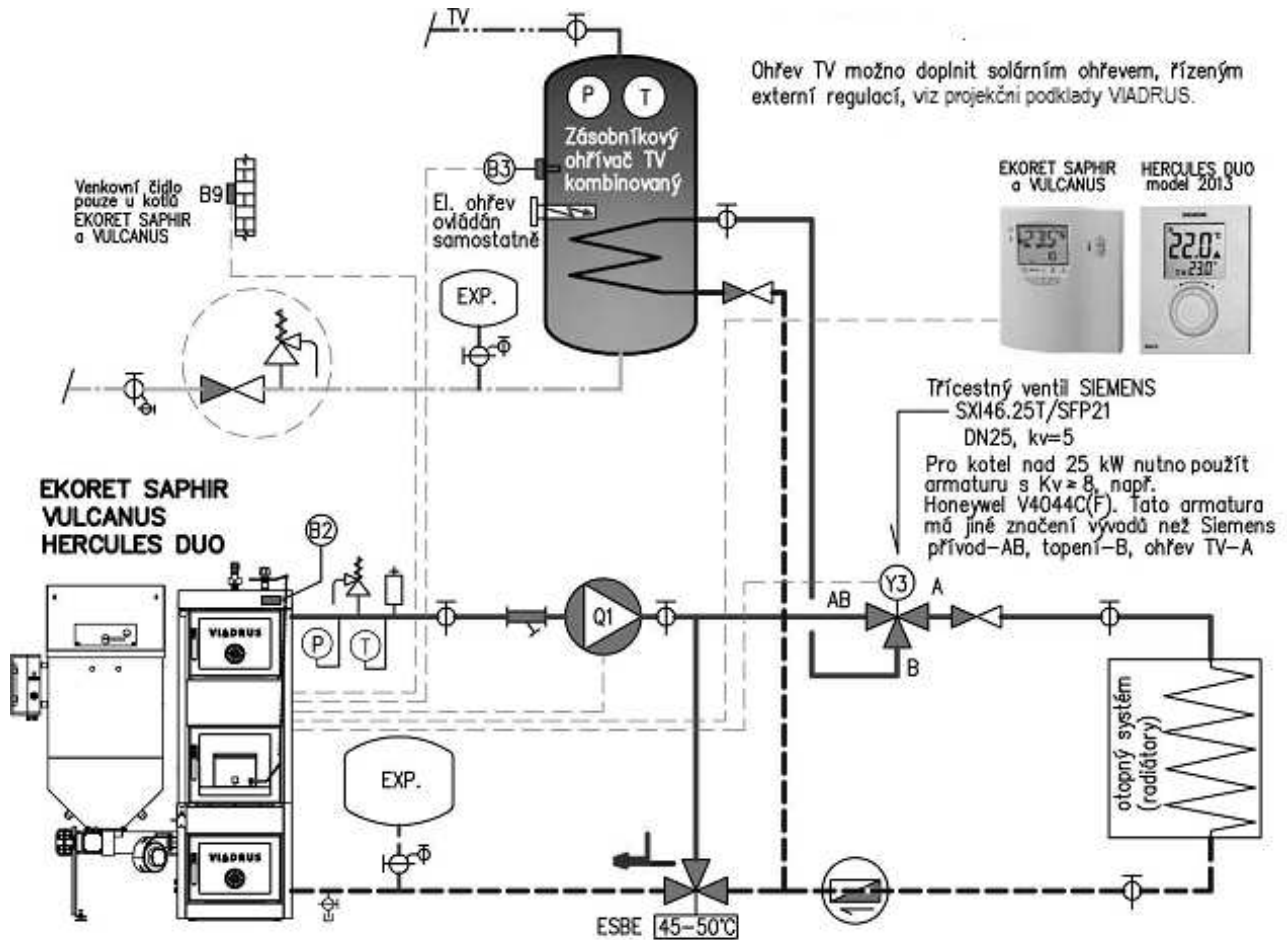 TV
Ohřev TV možno doplnit solárním ohřevem, řízeným
externí regulací, viz projekční podklady VIADRUS.
P
T
Zásobníkový
ohřívač TV
kombinovaný
B3
El. ohřev
ovládán
samostatně
Venkovní čidlo
pouze u kotlů
EKORET SAPHIR
a VULCANUS
B9
EXP.
EKORET SAPHIR
a VULCANUS
HERCULES DUO
model 2013
23.5
22.0
23.0
Třícestný ventil SIEMENS
SXI46.25T/SFP21
DN25, kv=5
Pro kotel nad 25 kW nutno použít
armaturu s Kv ≥ 8, např.
Honeywel V4044C(F). Tato armatura
má jiné značení vývodů než Siemens
přívod-AB, topení-B, ohřev TV-A
EKORET SAPHIR
VULCANUS
HERCULES DUO
B2
P
T
Q1
AB
Y3
A
B
VIADRUS
EXP.
otopný systém
(radiátory)
VIADRUS
ESBE 45-50°C